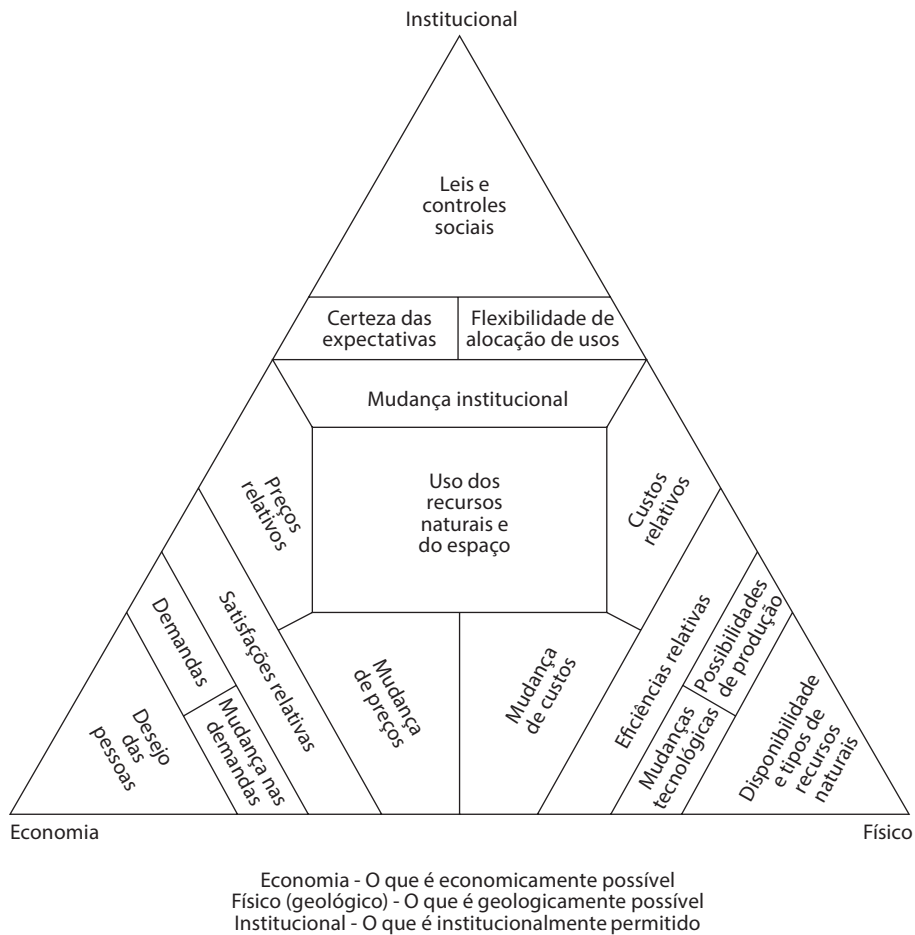 Institucional
Leis e
controles
sociais
Certeza das
expectativas
Flexibilidade de
alocação de usos
Mudança institucional
Preços
relativos
Uso dos
recursos
naturais e
do espaço
Custos
relativos
Desejo
das
pessoas
Demandas
Mudança nas
demandas
Satisfações relativas
Mudança
de preços
Mudança
de custos
Eficiências relativas
Possibilidades
de produção
Mudanças
tecnológicas
Disponibilidade
e tipos de
recursos
naturais
Economia
Físico
Economia - O que é economicamente possível
Físico (geológico) - O que é geologicamente possível
Institucional - O que é institucionalmente permitido